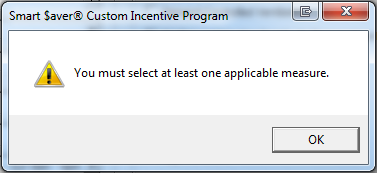 Smart $aver® Custom Incentive Program
You must select at least one applicable measure.
OK